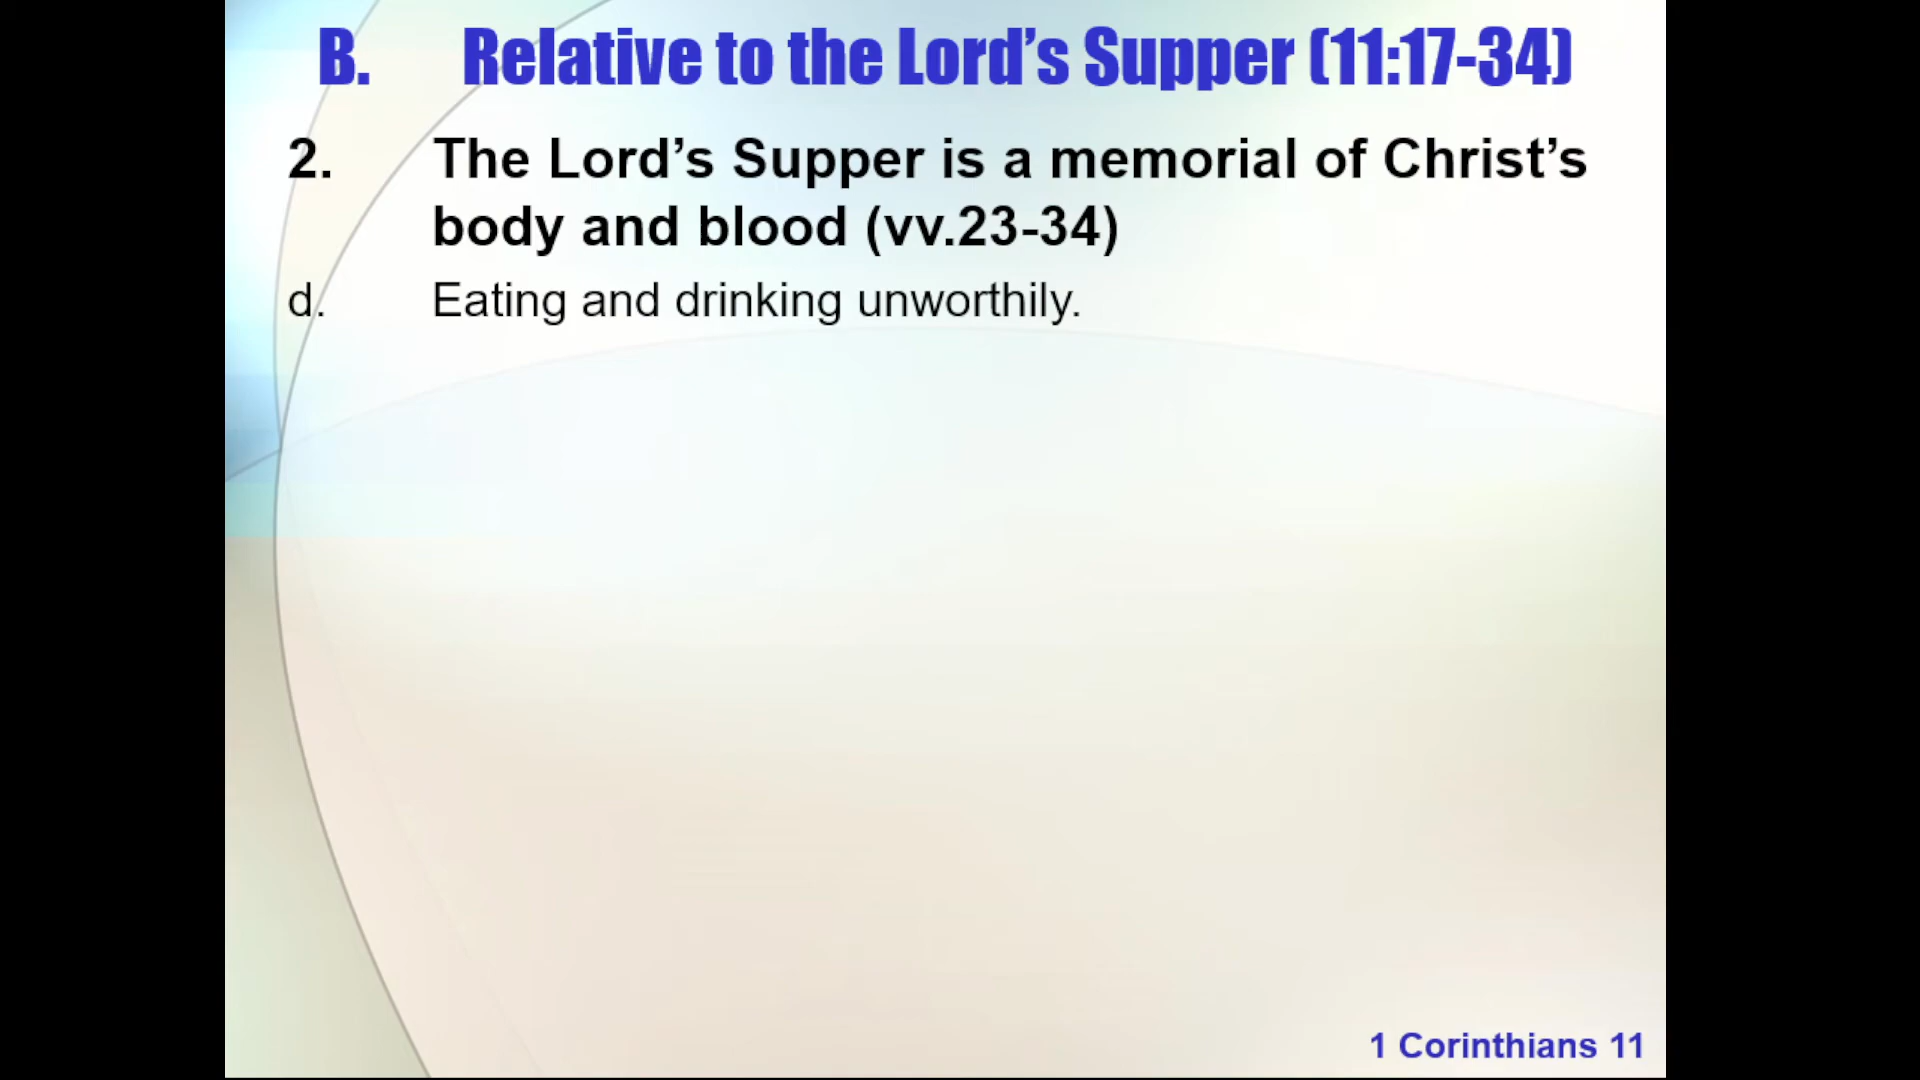 B. Relative to the Lord’s Supper (11:17-34)
2. The Lord’s Supper is a memorial of Christ’s
body and blood (vv.23-34)
d. Eating and drinking unworthily.
1 Corinthians 11